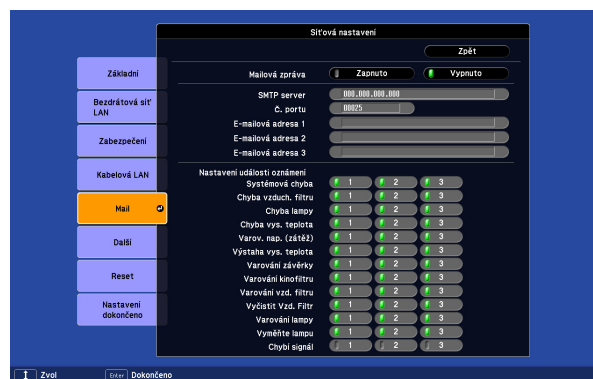 Síťová nastavení
Zpět
Základní
Bezdrátová síť
LAN
Zabezpečení
Kabelová LAN
Mail
Další
Reset
Nastavení
dokončeno
Mailová zpráva Zapnuto Vypnuto
SMTP server 000.000.000.000
Č. portu 00025
E-mailová adresa 1
E-mailová adresa 2
E-mailová adresa 3
Nastavení události oznámení
Systémová chyba 1 2 3
Chyba vzduch. filtru 1 2 3
Chyba lampy 1 2 3
Chyba vys. teplota 1 2 3
Varov. nap. (zátěž) 1 2 3
Výstaha vys. teplota 1 2 3
Varování závěrky 1 2 3
Varování kinofiltru 1 2 3
Varování vzd. filtru 1 2 3
Vyčistit Vzd. Filtr 1 2 3
Varování lampy 1 2 3
Vyměňte lampu 1 2 3
Chybí signál 1 2 3
Zvol Enter Dokončeno